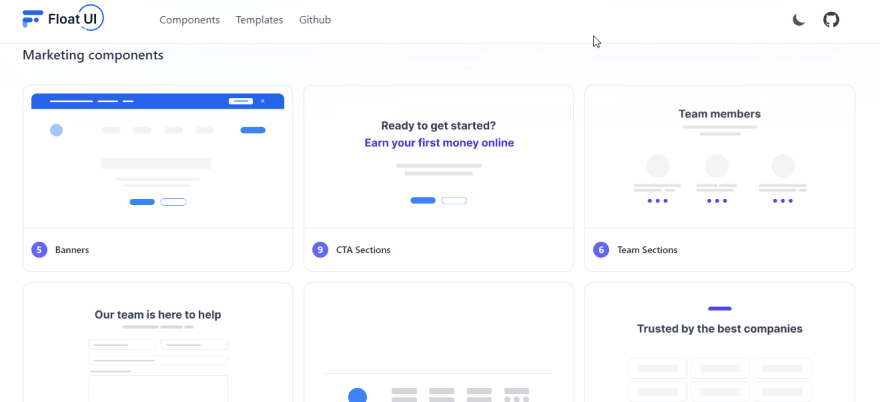 Float UI
Components Templates Github
Marketing components
Ready to get started?
Earn your first money online
Team members
5 Banners
9 CTA Sections
6 Team Sections
Our team is here to help
Trusted by the best companies